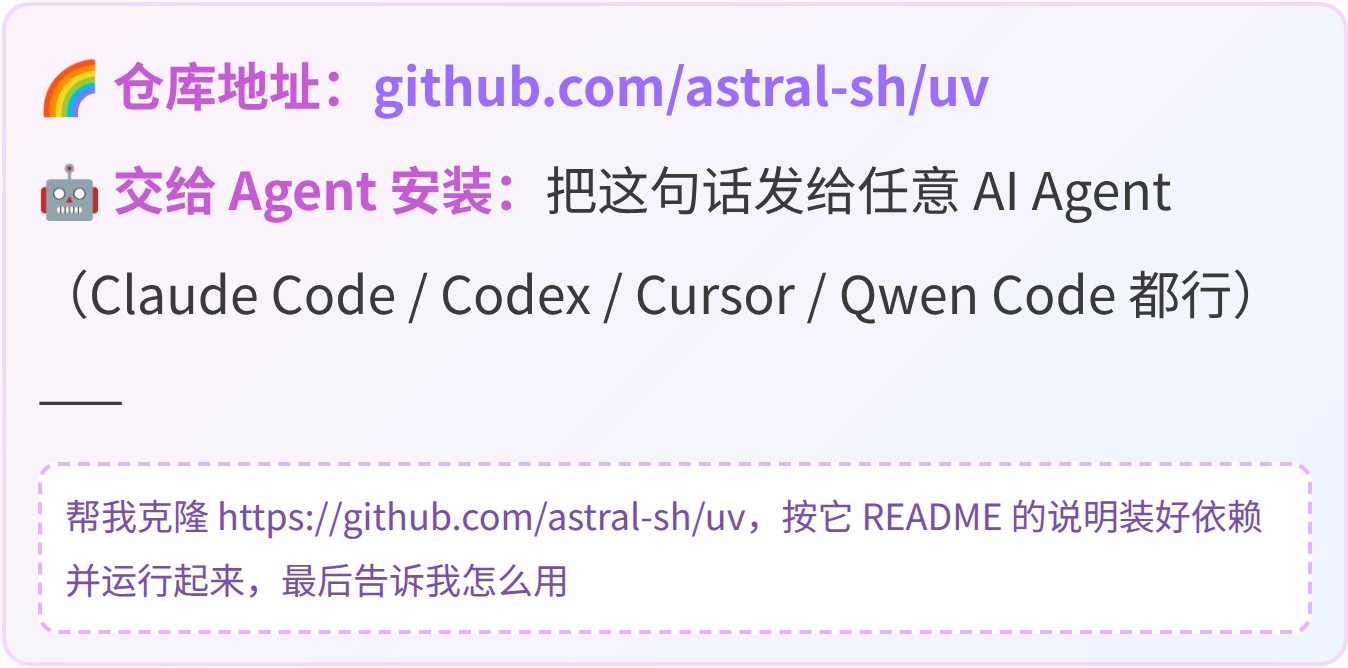 🌈 仓库地址：github.com/astral-sh/uv
🤖 交给 Agent 安装：把这句话发给任意 AI Agent
（Claude Code / Codex / Cursor / Qwen Code 都行）
——
帮我克隆 https://github.com/astral-sh/uv，按它 README 的说明装好依赖
并运行起来，最后告诉我怎么用